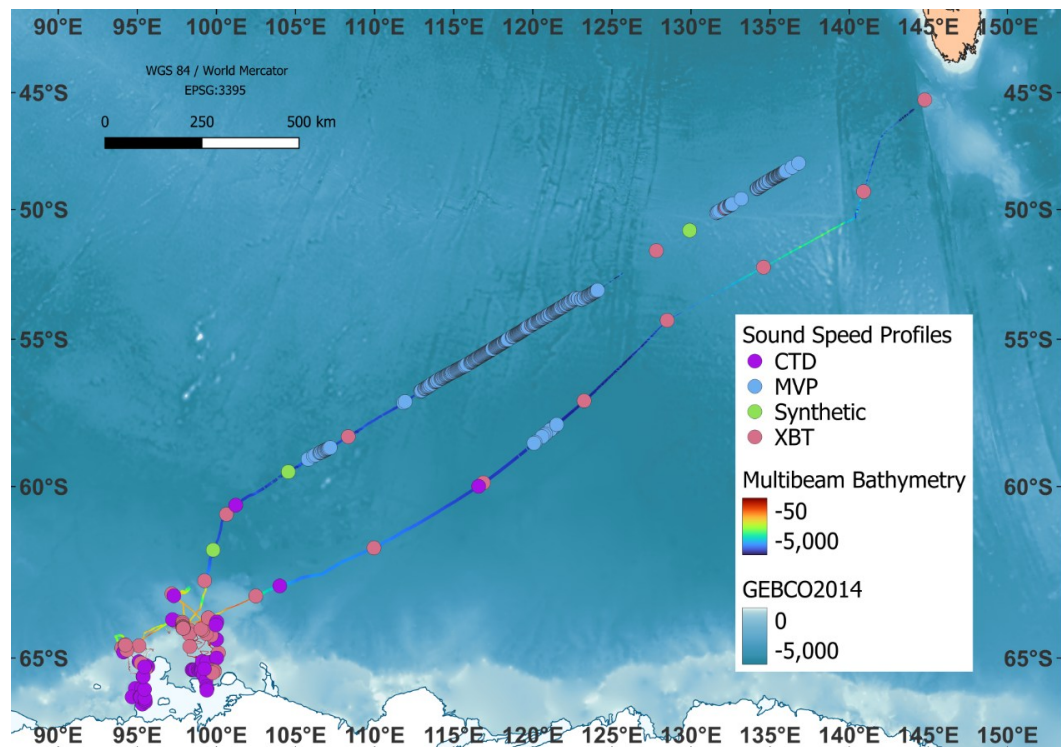 90°E 95°E 100°E 105°E 110°E 115°E 120°E 125°E 130°E 135°E 140°E 145°E 150°E
WGS 84 / World Mercator
EPSG:3395
45°S 45°S
0 250 500 km
50°S 50°S
55°S 55°S
Sound Speed Profiles
CTD
MVP
Synthetic
XBT
60°S 60°S
Multibeam Bathymetry
-50
-5,000
GEBCO2014
0
-5,000
65°S 65°S
90°E 95°E 100°E 105°E 110°E 115°E 120°E 125°E 130°E 135°E 140°E 145°E 150°E